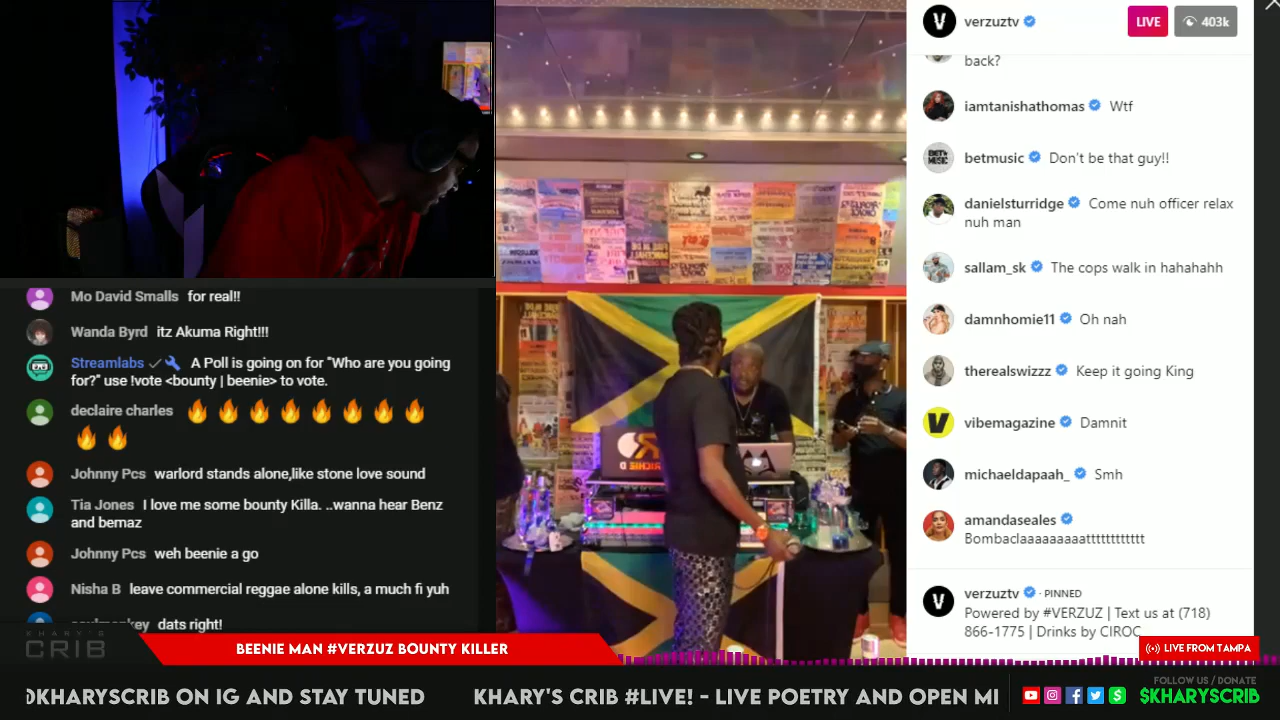 verzuztv
LIVE
403k
back?
iamtanishathomas Wtf
betmusic Don't be that guy!!
danielsturridge Come nuh officer relax
nuh man
sallam_sk The cops walk in hahahahh
damnhomie11 Oh nah
therealswizzz Keep it going King
vibemagazine Damnit
michaeldapaah_ Smh
amandaseales
Bombaclaaaaaaaaattttttttttttt
verzuztv · PINNED
Powered by #VERZUZ | Text us at (718)
866-1775 | Drinks by CIROC
Mo David Smalls for real!!
Wanda Byrd itz Akuma Right!!!
Streamlabs A Poll is going on for "Who are you going
for?" use !vote <bounty | beenie> to vote.
declaire charles 🔥 🔥 🔥 🔥 🔥 🔥 🔥 🔥
🔥 🔥
Johnny Pcs warlord stands alone,like stone love sound
Tia Jones I love me some bounty Killa. ..wanna hear Benz
and bernaz
Johnny Pcs weh beenie a go
Nisha B leave commercial reggae alone kills, a much fi yuh
dats right!
RICHIE D
KHARY'S
CRIB
BEENIE MAN #VERZUZ BOUNTY KILLER
LIVE FROM TAMPA
KHARYSCRIB ON IG AND STAY TUNED KHARY'S CRIB #LIVE! - LIVE POETRY AND OPEN MI
FOLLOW US / DONATE
$KHARYSCRIB